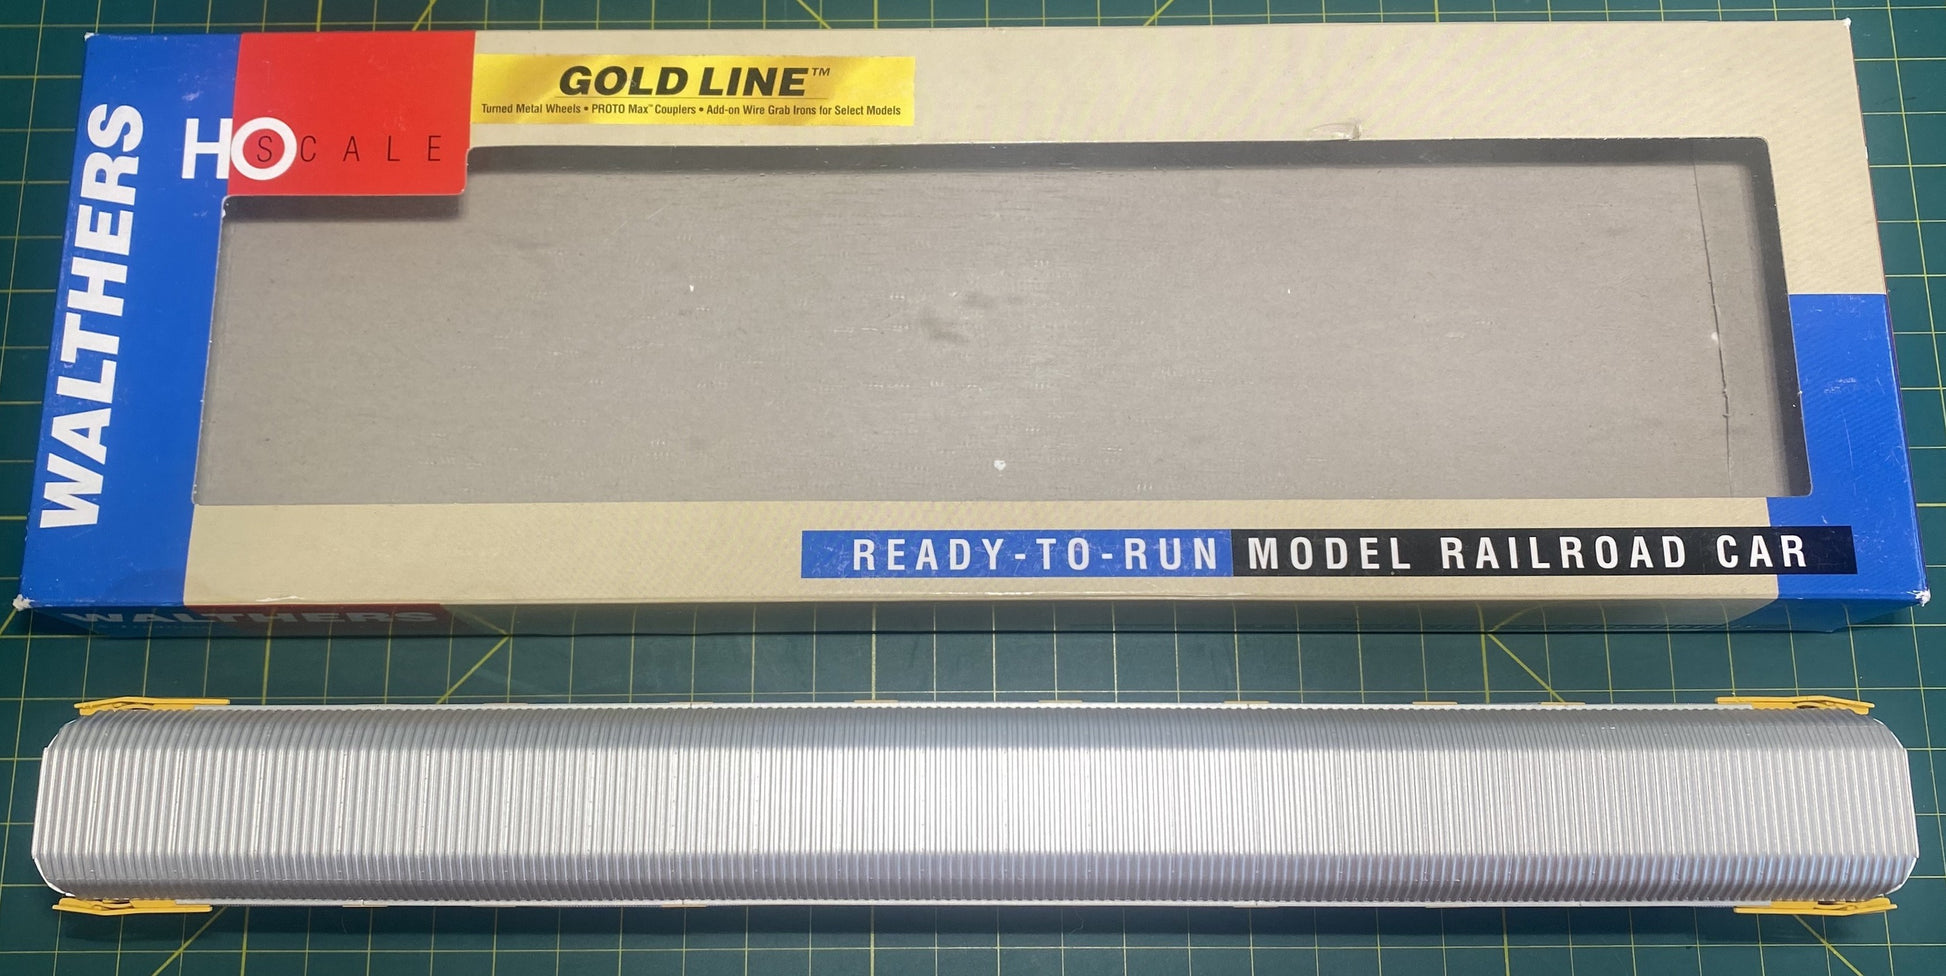 WALTHERS
HO SCALE
GOLD LINE™
Turned Metal Wheels • PROTO Max™ Couplers • Add-on Wire Grab Irons for Select Models
READY-TO-RUN MODEL RAILROAD CAR
WALTHERS